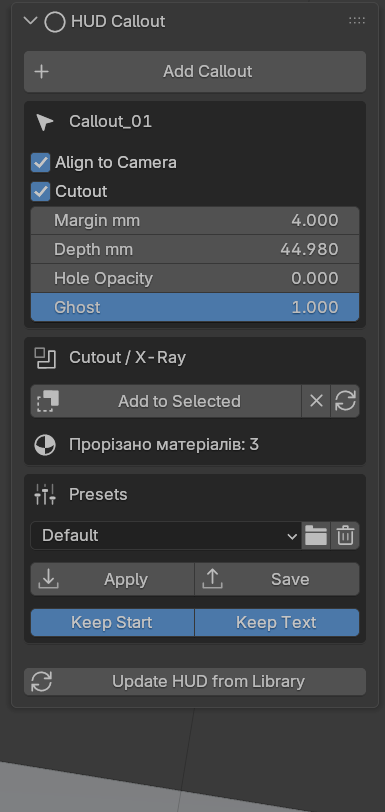 HUD Callout
Add Callout
Callout_01
Align to Camera
Cutout
Margin mm 4.000
Depth mm 44.980
Hole Opacity 0.000
Ghost 1.000
Cutout / X-Ray
Add to Selected
Прорізано матеріалів: 3
Presets
Default
Apply Save
Keep Start Keep Text
Update HUD from Library